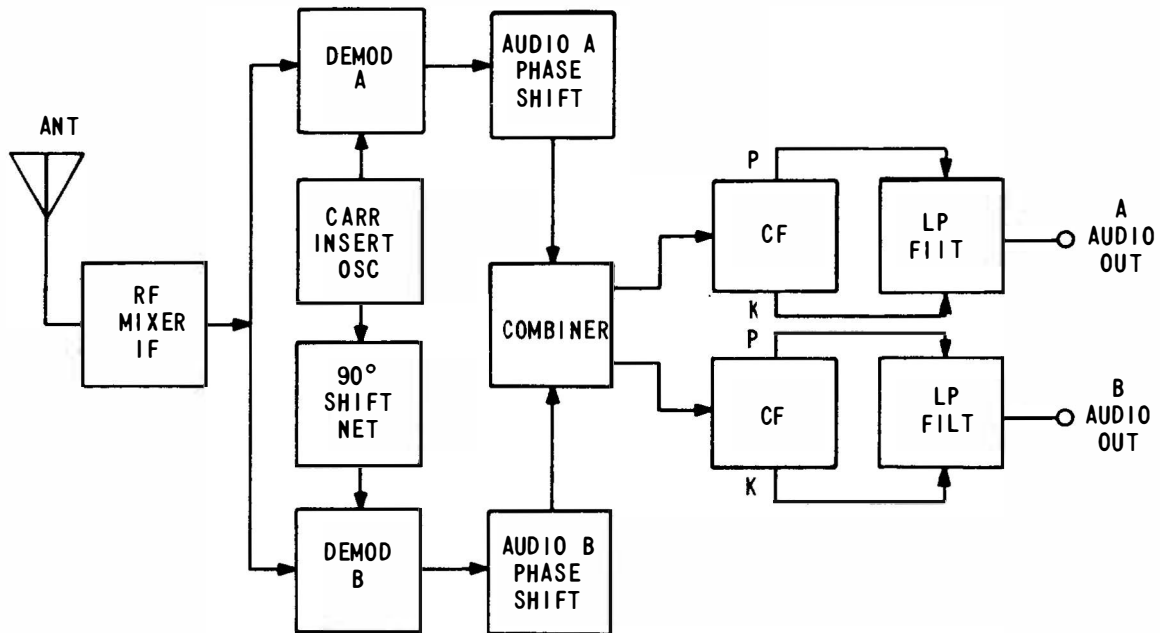 ANT
RF
MIXER
IF
DEMOD
A
CARR
INSERT
OSC
90°
SHIFT
NET
DEMOD
B
AUDIO A
PHASE
SHIFT
COMBINER
AUDIO B
PHASE
SHIFT
P
CF
K
LP
FIIT
A
AUDIO
OUT
P
CF
K
LP
FILT
B
AUDIO
OUT